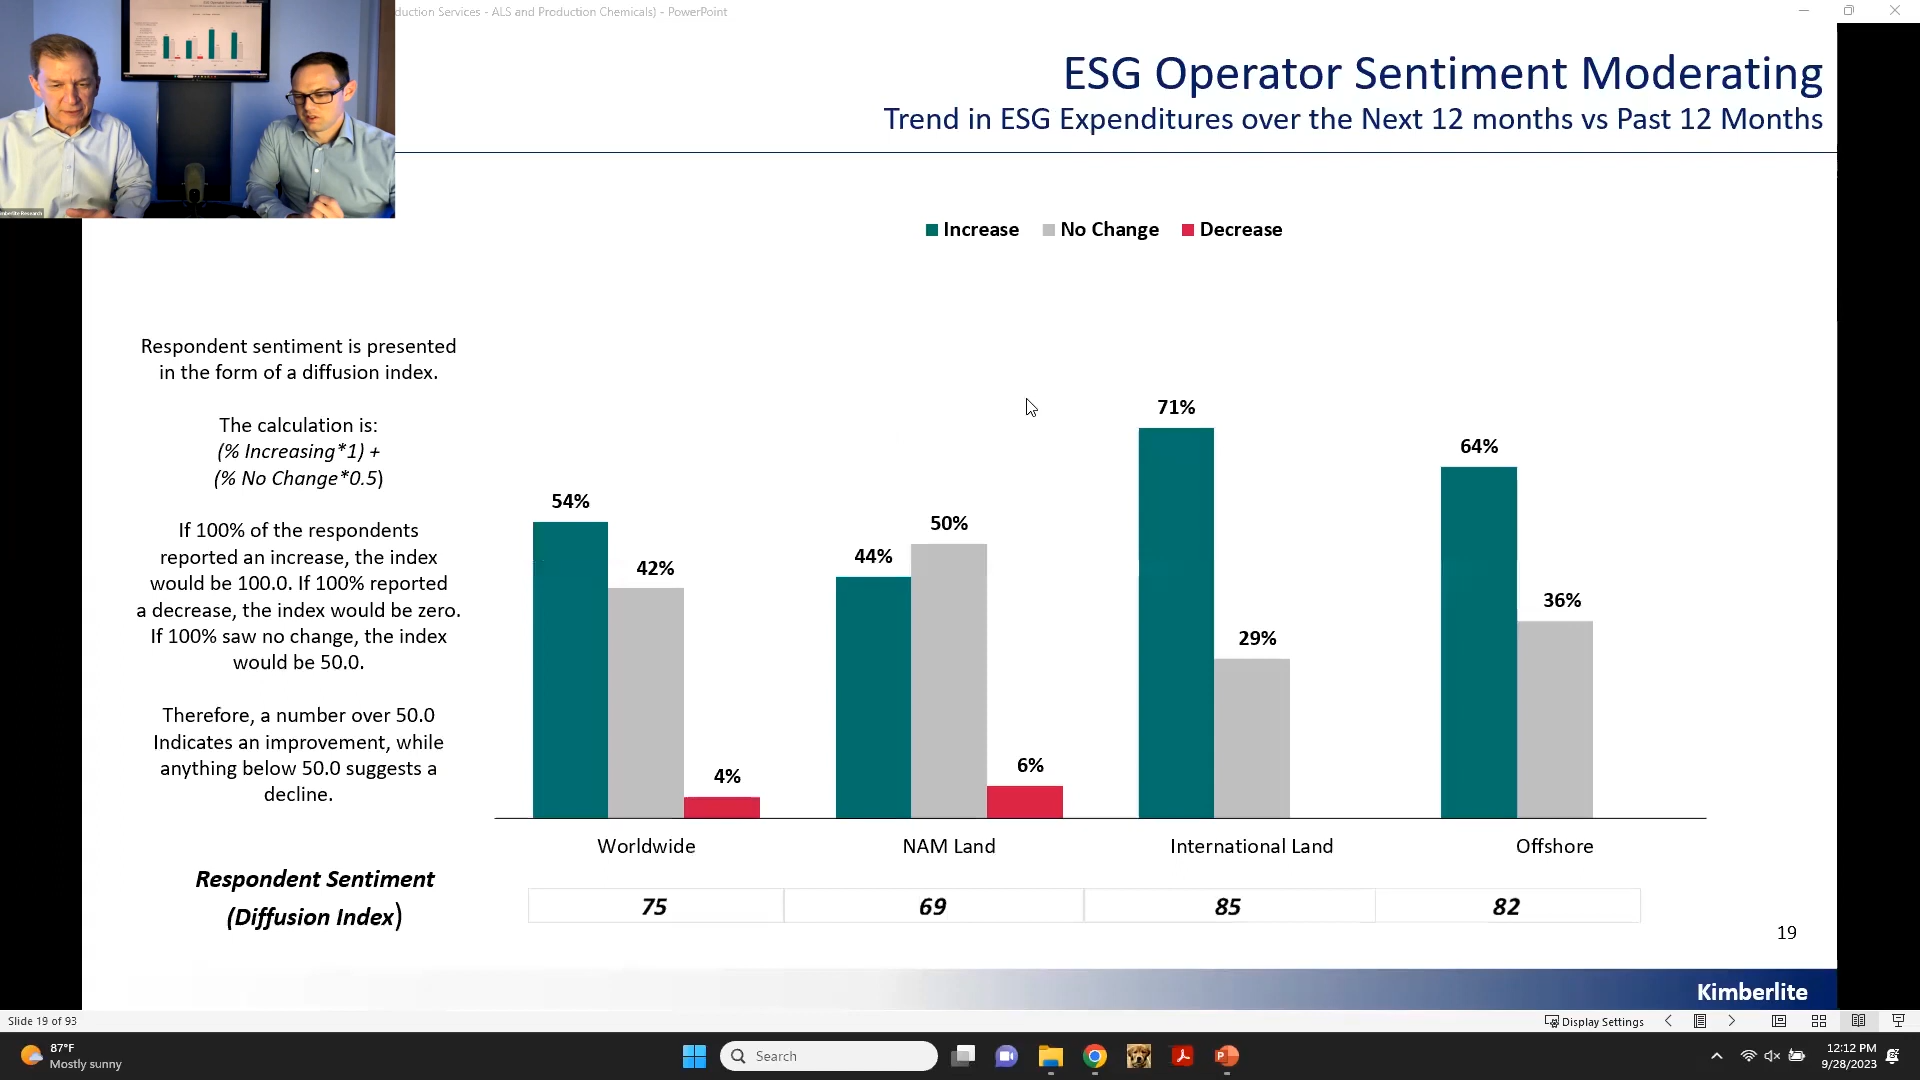 duction Services - ALS and Production Chemicals) - PowerPoint
ESG Operator Sentiment Moderating
Trend in ESG Expenditures over the Next 12 months vs Past 12 Months
Increase No Change Decrease
Respondent sentiment is presented
in the form of a diffusion index.
The calculation is:
(% Increasing*1) +
(% No Change*0.5)
If 100% of the respondents
reported an increase, the index
would be 100.0. If 100% reported
a decrease, the index would be zero.
If 100% saw no change, the index
would be 50.0.
Therefore, a number over 50.0
Indicates an improvement, while
anything below 50.0 suggests a
decline.
54%
42%
4%
44%
50%
6%
71%
29%
64%
36%
Worldwide NAM Land International Land Offshore
Respondent Sentiment
(Diffusion Index)
75 69 85 82
19
Kimberlite
Slide 19 of 93
Display Settings
87°F
Mostly sunny
Search
12:12 PM
9/28/2023